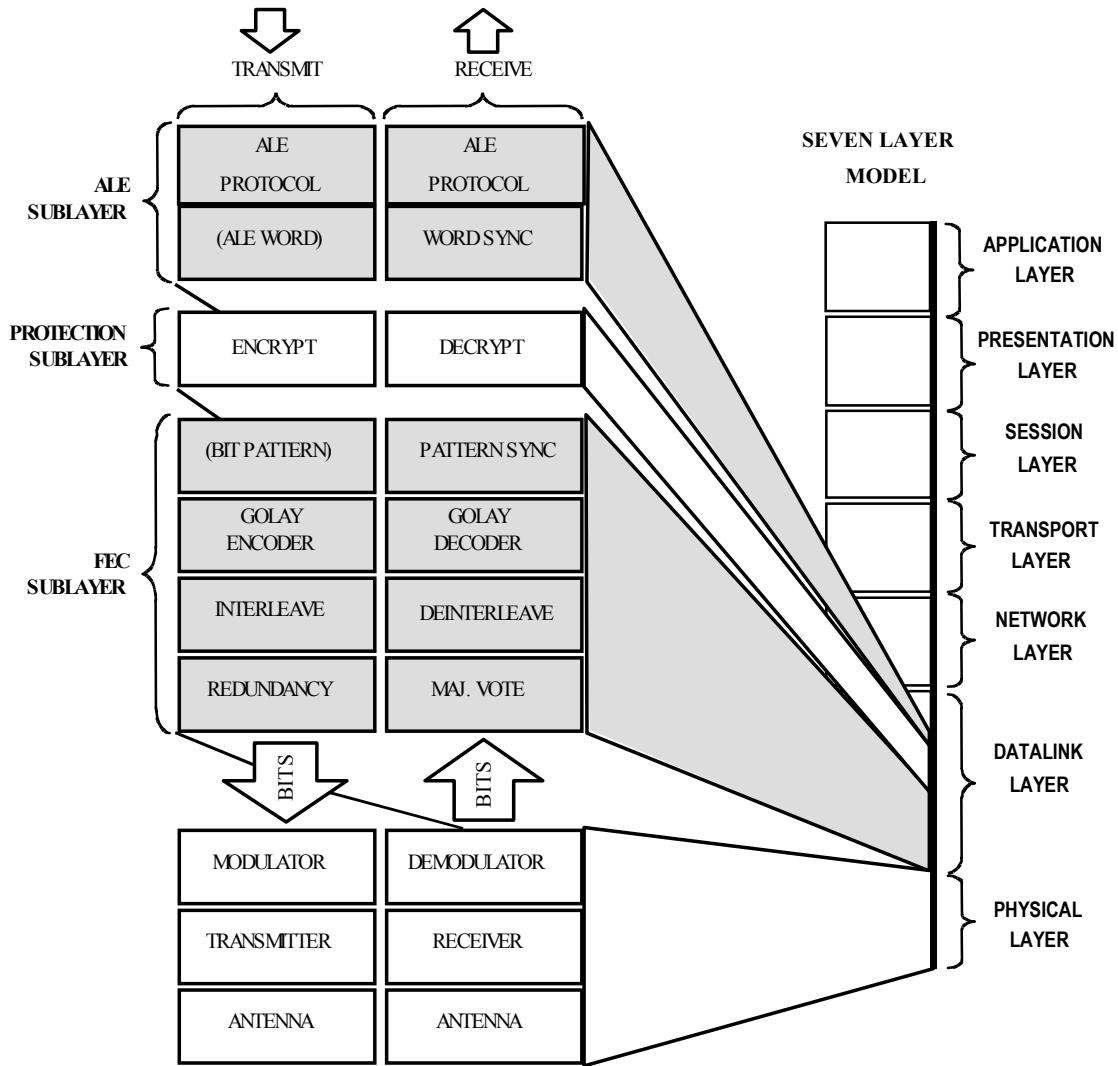 TRANSMIT
RECEIVE
ALE
SUBLAYER
ALE
PROTOCOL
ALE
PROTOCOL
(ALE WORD)
WORD SYNC
PROTECTION
SUBLAYER
ENCRYPT
DECRYPT
FEC
SUBLAYER
(BIT PATTERN)
PATTERN SYNC
GOLAY
ENCODER
GOLAY
DECODER
INTERLEAVE
DEINTERLEAVE
REDUNDANCY
MAJ. VOTE
BITS
BITS
MODULATOR
DEMODULATOR
TRANSMITTER
RECEIVER
ANTENNA
ANTENNA
SEVEN LAYER
MODEL
APPLICATION
LAYER
PRESENTATION
LAYER
SESSION
LAYER
TRANSPORT
LAYER
NETWORK
LAYER
DATALINK
LAYER
PHYSICAL
LAYER